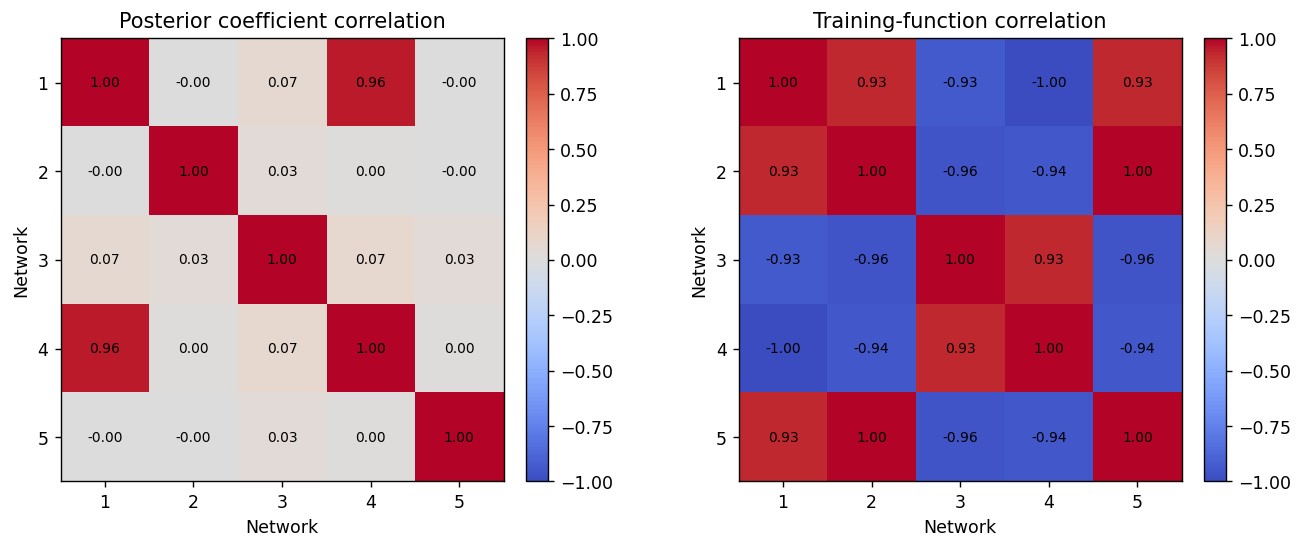 Posterior coefficient correlation
1.00 -0.00 0.07 0.96 -0.00
-0.00 1.00 0.03 0.00 -0.00
0.07 0.03 1.00 0.07 0.03
0.96 0.00 0.07 1.00 0.00
-0.00 -0.00 0.03 0.00 1.00
1
2
3
4
5
Network
1 2 3 4 5
Network
1.00
0.75
0.50
0.25
0.00
−0.25
−0.50
−0.75
−1.00
Training-function correlation
1.00 0.93 -0.93 -1.00 0.93
0.93 1.00 -0.96 -0.94 1.00
-0.93 -0.96 1.00 0.93 -0.96
-1.00 -0.94 0.93 1.00 -0.94
0.93 1.00 -0.96 -0.94 1.00
1
2
3
4
5
Network
1 2 3 4 5
Network
1.00
0.75
0.50
0.25
0.00
−0.25
−0.50
−0.75
−1.00